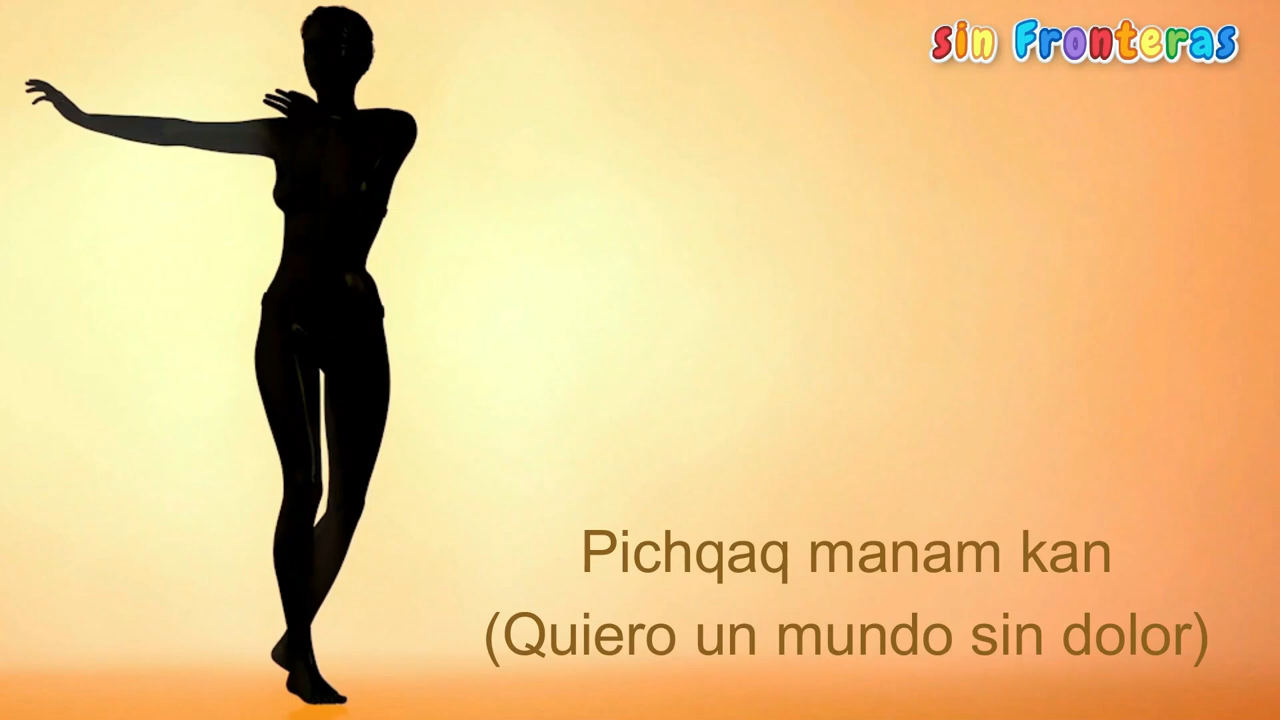 sin Fronteras
Pichqaq manam kan
(Quiero un mundo sin dolor)